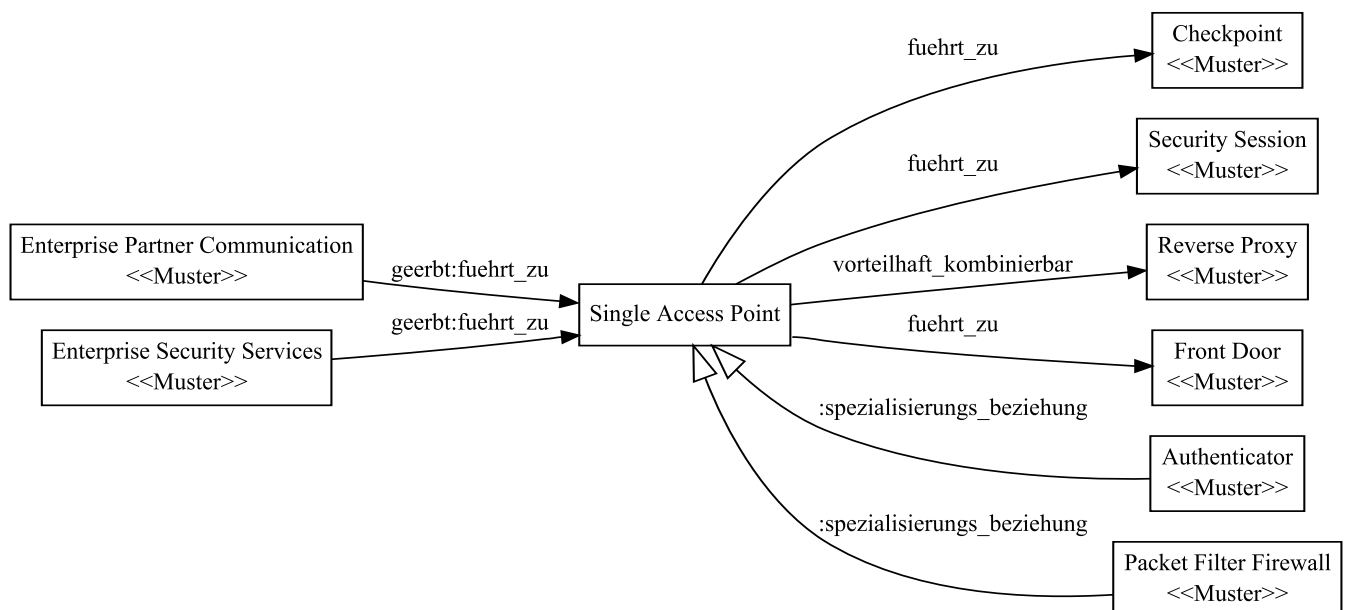 fuehrt_zu
Checkpoint
<<Muster>>
fuehrt_zu
Security Session
<<Muster>>
Enterprise Partner Communication
<<Muster>>
geerbt:fuehrt_zu
vorteilhaft_kombinierbar
Reverse Proxy
<<Muster>>
Enterprise Security Services
<<Muster>>
geerbt:fuehrt_zu
Single Access Point
fuehrt_zu
Front Door
<<Muster>>
:spezialisierungs_beziehung
Authenticator
<<Muster>>
:spezialisierungs_beziehung
Packet Filter Firewall
<<Muster>>